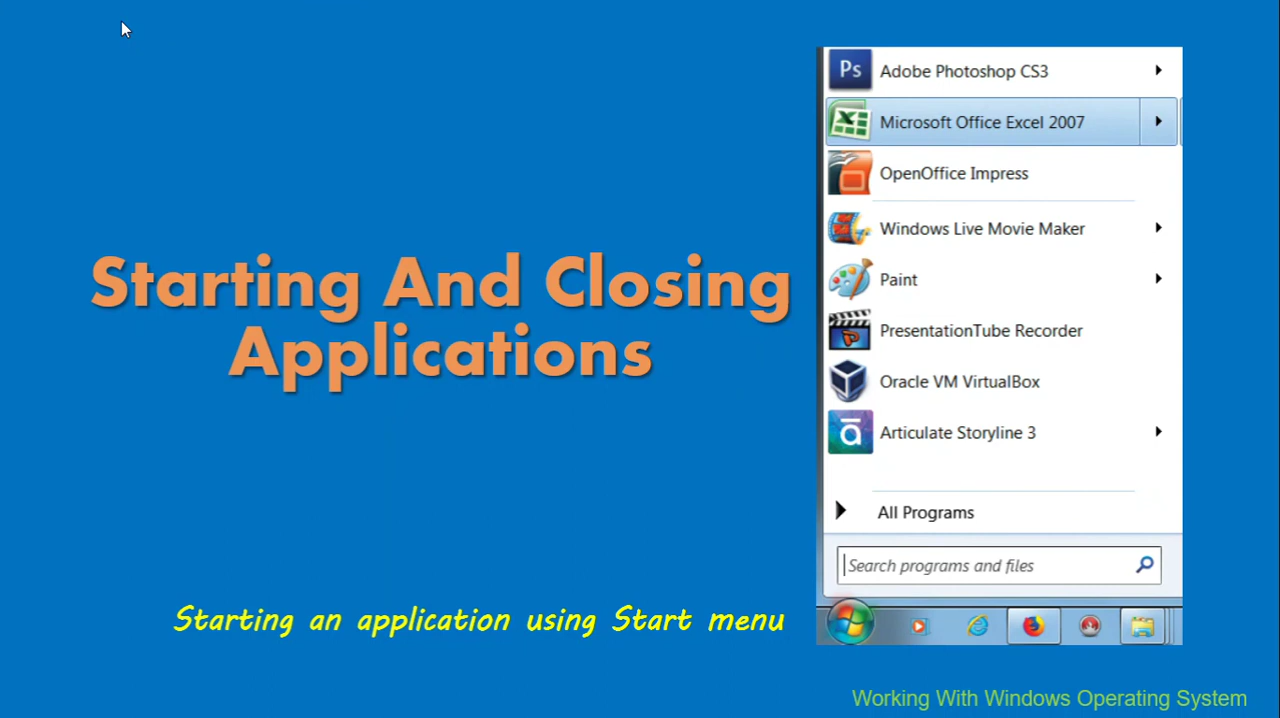 Starting And Closing
Applications
Starting an application using Start menu
Ps
Adobe Photoshop CS3
Microsoft Office Excel 2007
OpenOffice Impress
Windows Live Movie Maker
Paint
PresentationTube Recorder
Oracle VM VirtualBox
ā
Articulate Storyline 3
All Programs
Search programs and files
Working With Windows Operating System